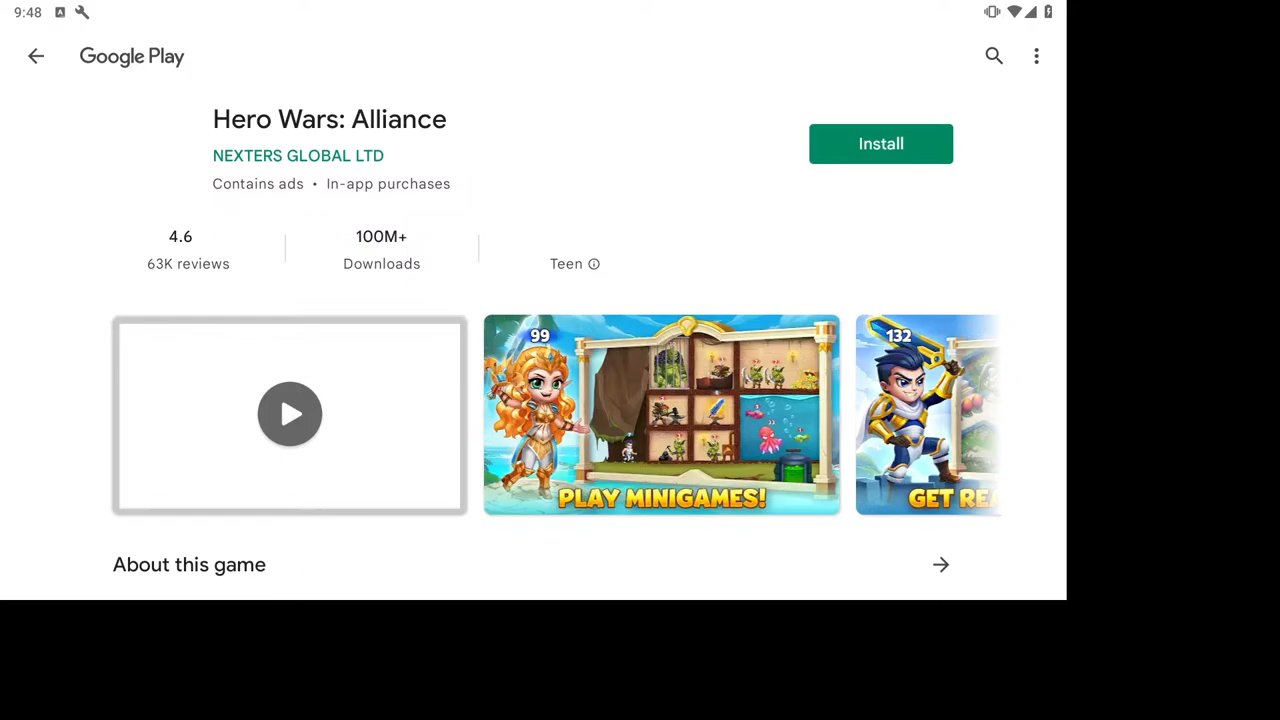 9:48
Google Play
Hero Wars: Alliance
NEXTERS GLOBAL LTD
Install
Contains ads • In-app purchases
4.6
63K reviews
100M+
Downloads
Teen
99
PLAY MINIGAMES!
132
GET REA
About this game